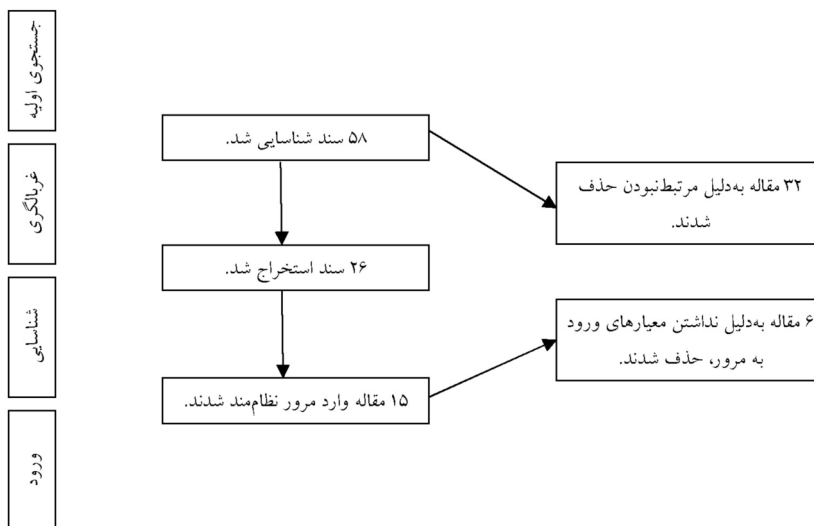 جستجوی اولیه
غربالگری
شناسایی
ورود
۵۸ سند شناسایی شد.
۳۲ مقاله به‌دلیل مرتبط‌نبودن حذف
شدند.
۲۶ سند استخراج شد.
۶ مقاله به‌دلیل نداشتن معیارهای ورود
به مرور، حذف شدند.
۱۵ مقاله وارد مرور نظام‌مند شدند.